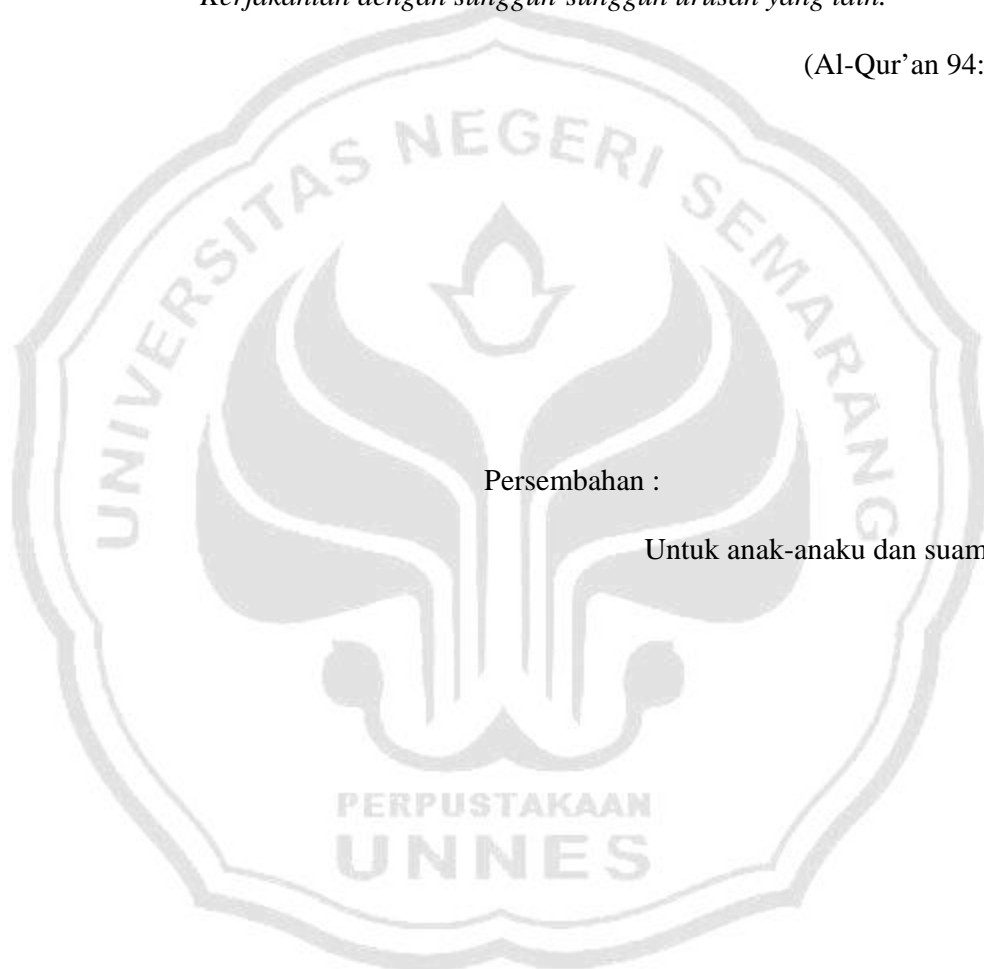 Kerjakanlah dengan sungguh-sungguh urusan yang lain.
(Al-Qur’an 94:
UNIVERSITAS NEGERI SEMARANG
Persembahan :
Untuk anak-anaku dan suam
PERPUSTAKAAN
UNNES